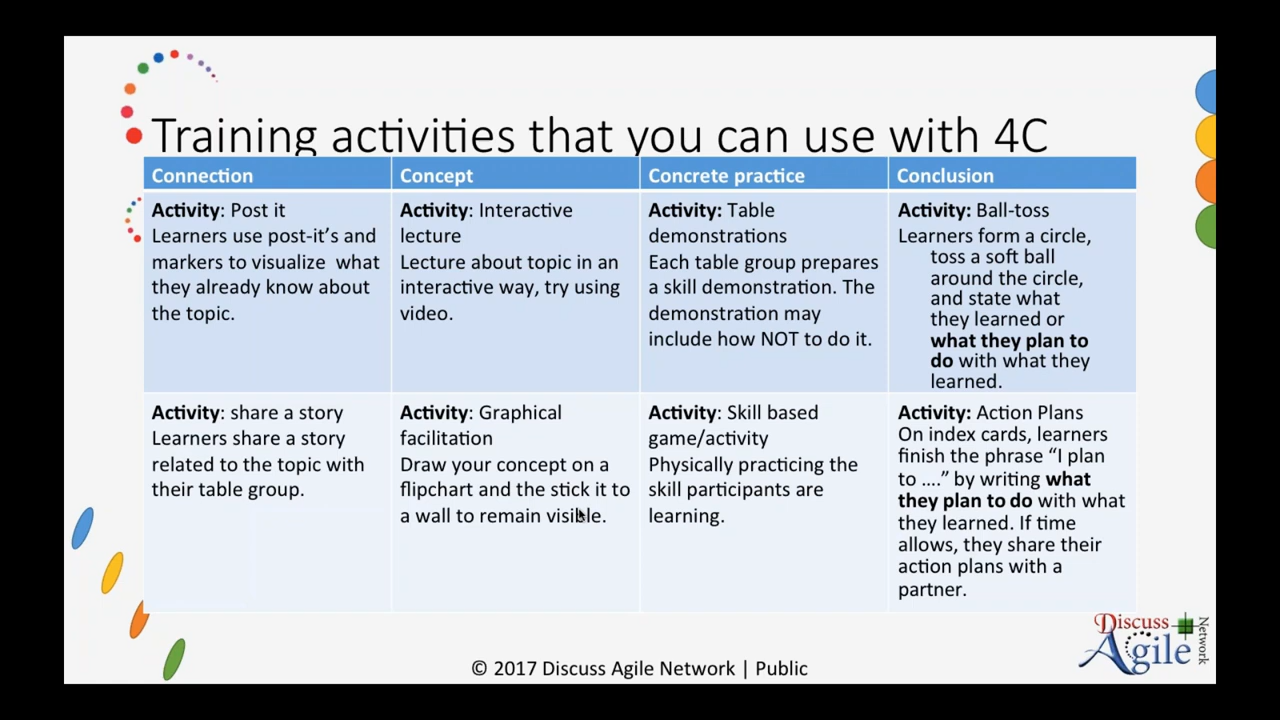 Training activities that you can use with 4C
Connection
Concept
Concrete practice
Conclusion
Activity: Post it
Learners use post-it’s and
markers to visualize  what
they already know about
the topic.
Activity: Interactive
lecture
Lecture about topic in an
interactive way, try using
video.
Activity: Table
demonstrations
Each table group prepares
a skill demonstration. The
demonstration may
include how NOT to do it.
Activity: Ball-toss
Learners form a circle,
toss a soft ball
around the circle,
and state what
they learned or
what they plan to
do with what they
learned.
Activity: share a story
Learners share a story
related to the topic with
their table group.
Activity: Graphical
facilitation
Draw your concept on a
flipchart and the stick it to
a wall to remain visible.
Activity: Skill based
game/activity
Physically practicing the
skill participants are
learning.
Activity: Action Plans
On index cards, learners
finish the phrase “I plan
to ....” by writing what
they plan to do with what
they learned. If time
allows, they share their
action plans with a
partner.
© 2017 Discuss Agile Network | Public
Discuss
Agile
Network